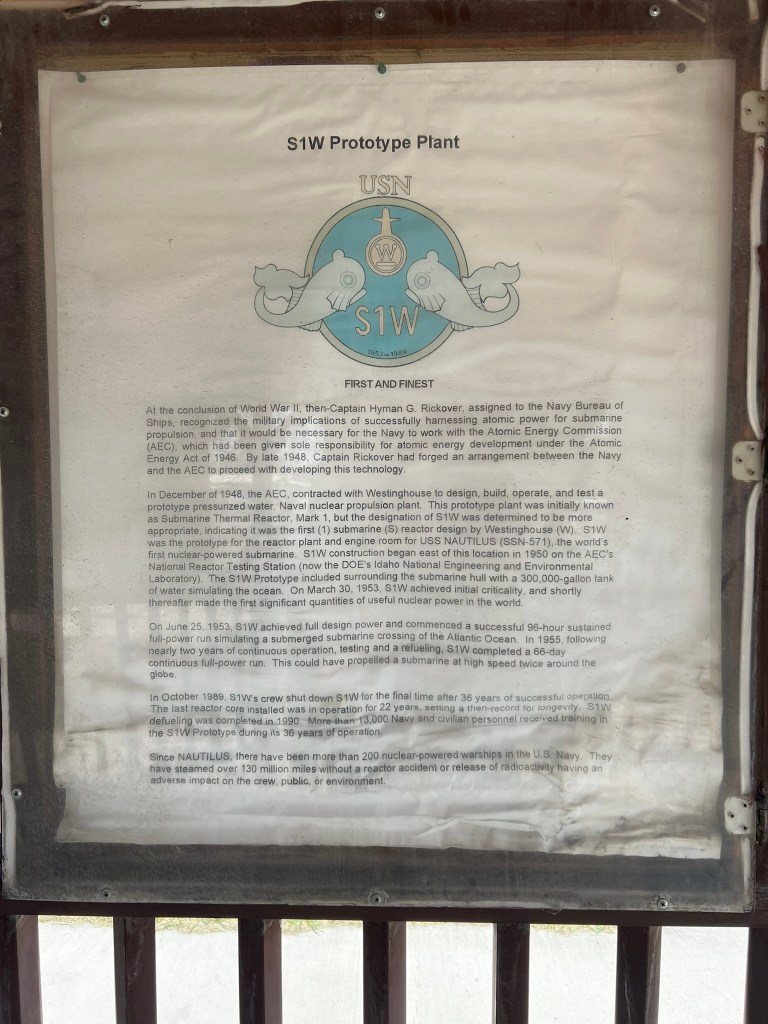 S1W Prototype Plant
USN
W
S1W
1953-1989
FIRST AND FINEST
At the conclusion of World War II, then-Captain Hyman G. Rickover, assigned to the Navy Bureau of
Ships, recognized the military implications of successfully harnessing atomic power for submarine
propulsion, and that it would be necessary for the Navy to work with the Atomic Energy Commission
(AEC), which had been given sole responsibility for atomic energy development under the Atomic
Energy Act of 1946. By late 1948, Captain Rickover had forged an arrangement between the Navy
and the AEC to proceed with developing this technology.
In December of 1948, the AEC, contracted with Westinghouse to design, build, operate, and test a
prototype pressurized water, Naval nuclear propulsion plant. This prototype plant was initially known
as Submarine Thermal Reactor, Mark 1, but the designation of S1W was determined to be more
appropriate, indicating it was the first (1) submarine (S) reactor design by Westinghouse (W). S1W
was the prototype for the reactor plant and engine room for USS NAUTILUS (SSN-571), the world's
first nuclear-powered submarine. S1W construction began east of this location in 1950 on the AEC's
National Reactor Testing Station (now the DOE's Idaho National Engineering and Environmental
Laboratory). The S1W Prototype included surrounding the submarine hull with a 300,000-gallon tank
of water simulating the ocean. On March 30, 1953, S1W achieved initial criticality, and shortly
thereafter made the first significant quantities of useful nuclear power in the world.
On June 25, 1953, S1W achieved full design power and commenced a successful 96-hour sustained
full-power run simulating a submerged submarine crossing of the Atlantic Ocean. In 1955, following
nearly two years of continuous operation, testing and a refueling, S1W completed a 66-day
continuous full-power run. This could have propelled a submarine at high speed twice around the
globe.
In October 1989, S1W's crew shut down S1W for the final time after 36 years of successful operation.
The last reactor core installed was in operation for 22 years, setting a then-record for longevity. S1W
defueling was completed in 1990. More than 13,000 Navy and civilian personnel received training in
the S1W Prototype during its 36 years of operation.
Since NAUTILUS, there have been more than 200 nuclear-powered warships in the U.S. Navy. They
have steamed over 130 million miles without a reactor accident or release of radioactivity having an
adverse impact on the crew, public, or environment.